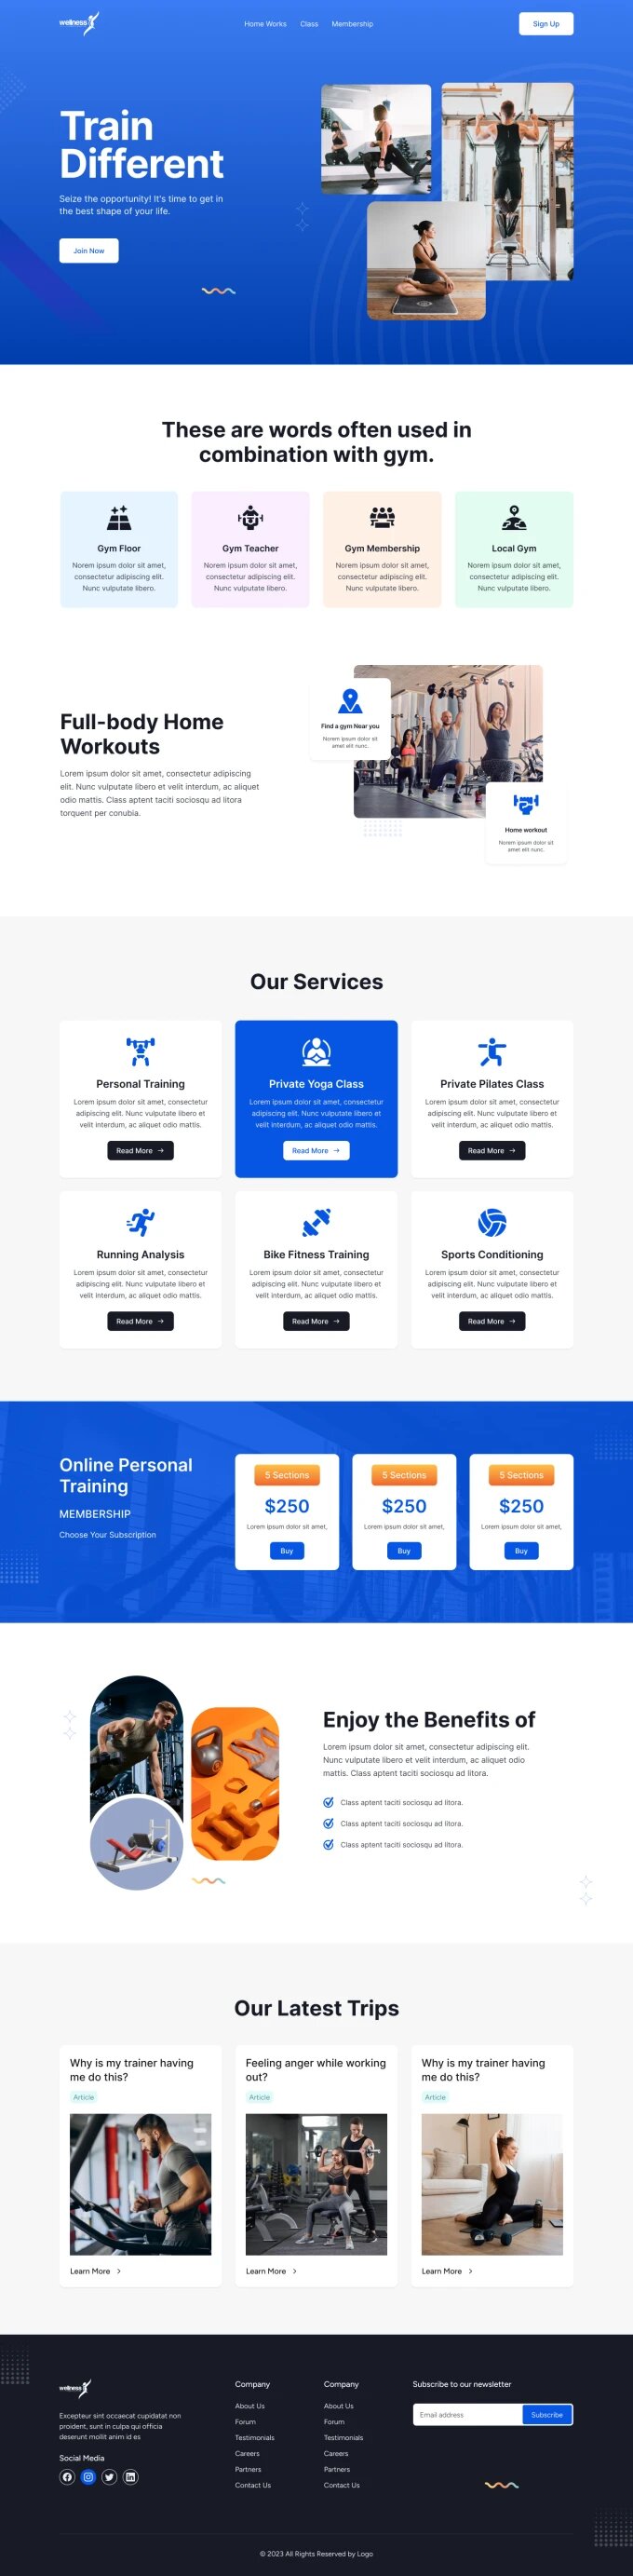 wellness
Home Works
Class
Membership
Sign Up
Train
Different
Seize the opportunity! It's time to get in
the best shape of your life.
Join Now
These are words often used in
combination with gym.
Gym Floor
Norem ipsum dolor sit amet,
consectetur adipiscing elit.
Nunc vulputate libero.
Gym Teacher
Norem ipsum dolor sit amet,
consectetur adipiscing elit.
Nunc vulputate libero.
Gym Membership
Norem ipsum dolor sit amet,
consectetur adipiscing elit.
Nunc vulputate libero.
Local Gym
Norem ipsum dolor sit amet,
consectetur adipiscing elit.
Nunc vulputate libero.
Full-body Home
Workouts
Lorem ipsum dolor sit amet, consectetur adipiscing
elit. Nunc vulputate libero et velit interdum, ac aliquet
odio mattis. Class aptent taciti sociosqu ad litora
torquent per conubia.
Find a gym Near you
Norem ipsum dolor sit
amet elit nunc.
Home workout
Norem ipsum dolor sit
amet elit nunc.
Our Services
Personal Training
Lorem ipsum dolor sit amet, consectetur
adipiscing elit. Nunc vulputate libero et
velit interdum, ac aliquet odio mattis.
Read More
Private Yoga Class
Lorem ipsum dolor sit amet, consectetur
adipiscing elit. Nunc vulputate libero et
velit interdum, ac aliquet odio mattis.
Read More
Private Pilates Class
Lorem ipsum dolor sit amet, consectetur
adipiscing elit. Nunc vulputate libero et
velit interdum, ac aliquet odio mattis.
Read More
Running Analysis
Lorem ipsum dolor sit amet, consectetur
adipiscing elit. Nunc vulputate libero et
velit interdum, ac aliquet odio mattis.
Read More
Bike Fitness Training
Lorem ipsum dolor sit amet, consectetur
adipiscing elit. Nunc vulputate libero et
velit interdum, ac aliquet odio mattis.
Read More
Sports Conditioning
Lorem ipsum dolor sit amet, consectetur
adipiscing elit. Nunc vulputate libero et
velit interdum, ac aliquet odio mattis.
Read More
Online Personal
Training
MEMBERSHIP
Choose Your Subscription
5 Sections
$250
Lorem ipsum dolor sit amet,
Buy
5 Sections
$250
Lorem ipsum dolor sit amet,
Buy
5 Sections
$250
Lorem ipsum dolor sit amet,
Buy
Enjoy the Benefits of
Lorem ipsum dolor sit amet, consectetur adipiscing elit.
Nunc vulputate libero et velit interdum, ac aliquet odio
mattis. Class aptent taciti sociosqu ad litora.
Class aptent taciti sociosqu ad litora.
Class aptent taciti sociosqu ad litora.
Class aptent taciti sociosqu ad litora.
Our Latest Trips
Why is my trainer having
me do this?
Article
Learn More
Feeling anger while working
out?
Article
Learn More
Why is my trainer having
me do this?
Article
Learn More
wellness
Excepteur sint occaecat cupidatat non
proident, sunt in culpa qui officia
deserunt mollit anim id es
Social Media
Company
About Us
Forum
Testimonials
Careers
Partners
Contact Us
Company
About Us
Forum
Testimonials
Careers
Partners
Contact Us
Subscribe to our newsletter
Email address
Subscribe
© 2023 All Rights Reserved by Logo